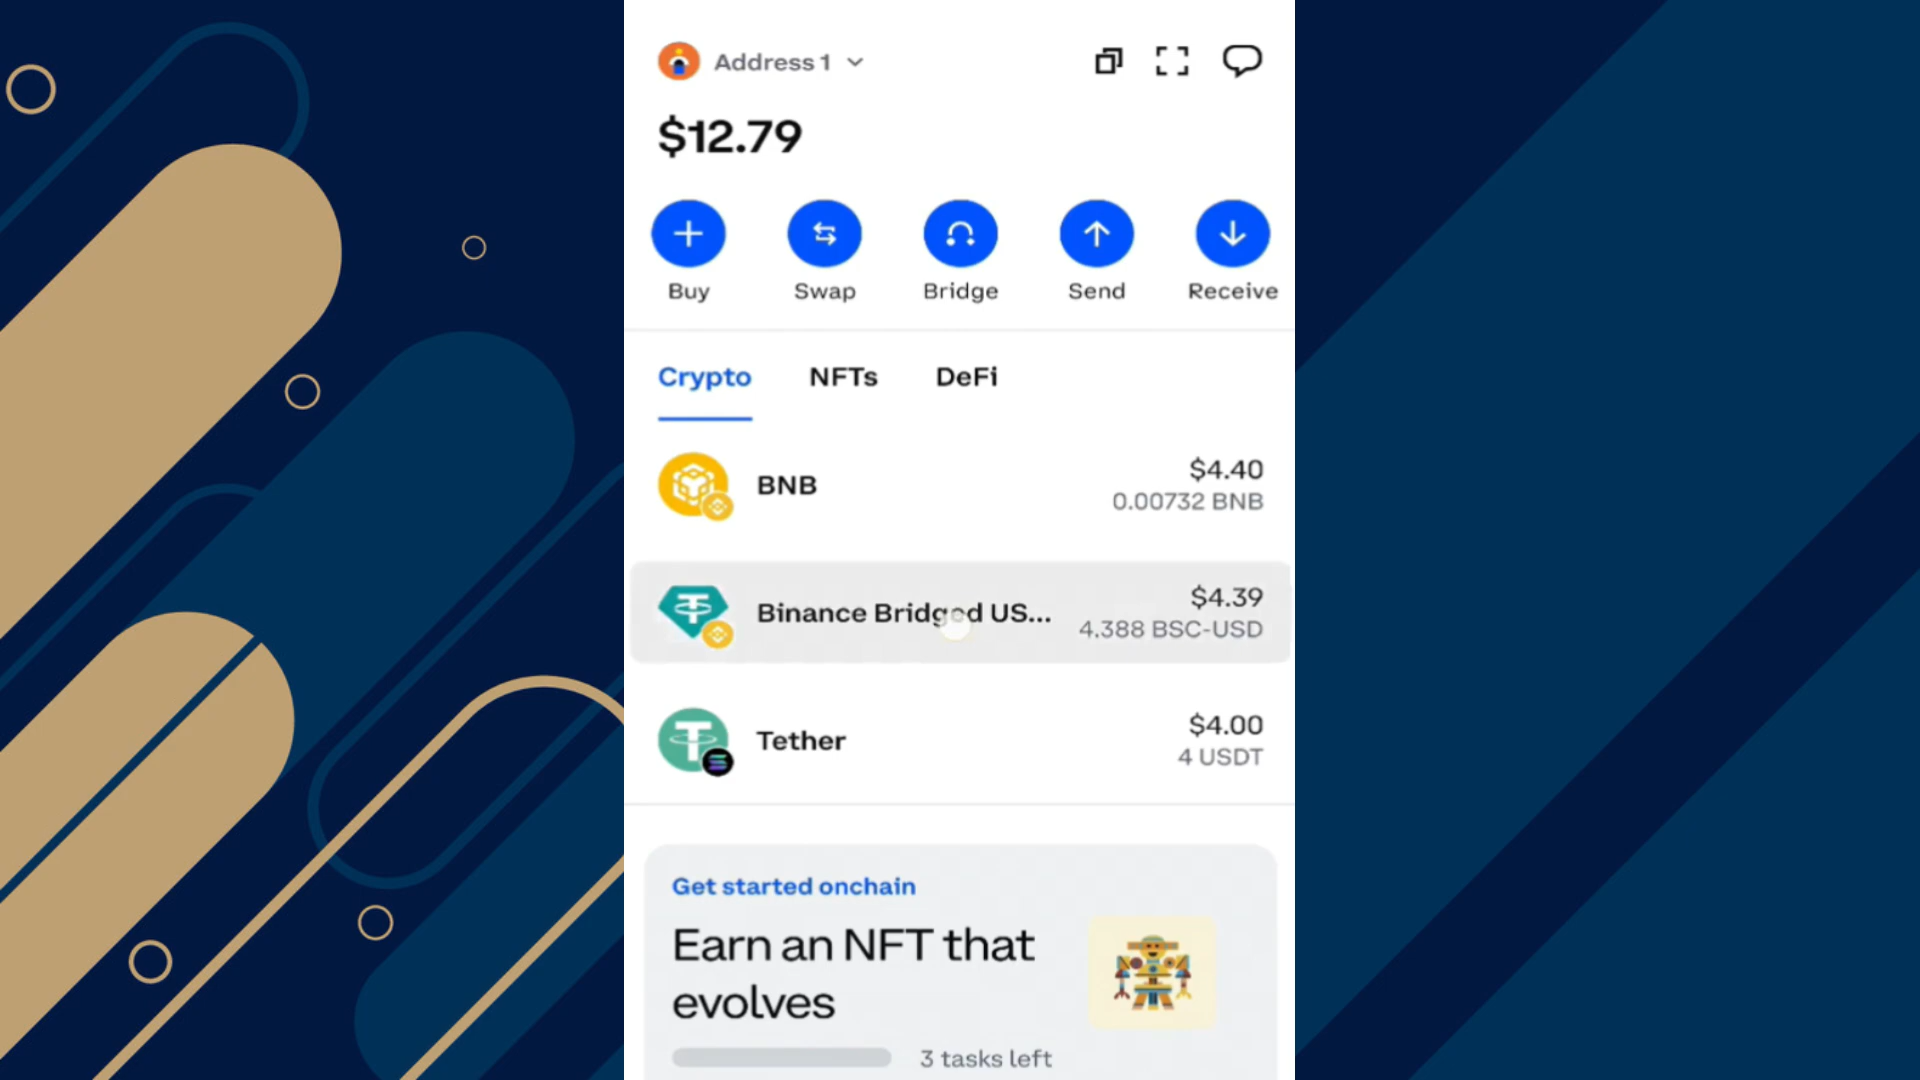 Address 1
$12.79
Buy
Swap
Bridge
Send
Receive
Crypto
NFTs
DeFi
BNB
$4.40
0.00732 BNB
Binance Bridged US...
$4.39
4.388 BSC-USD
Tether
$4.00
4 USDT
Get started onchain
Earn an NFT that
evolves
3 tasks left